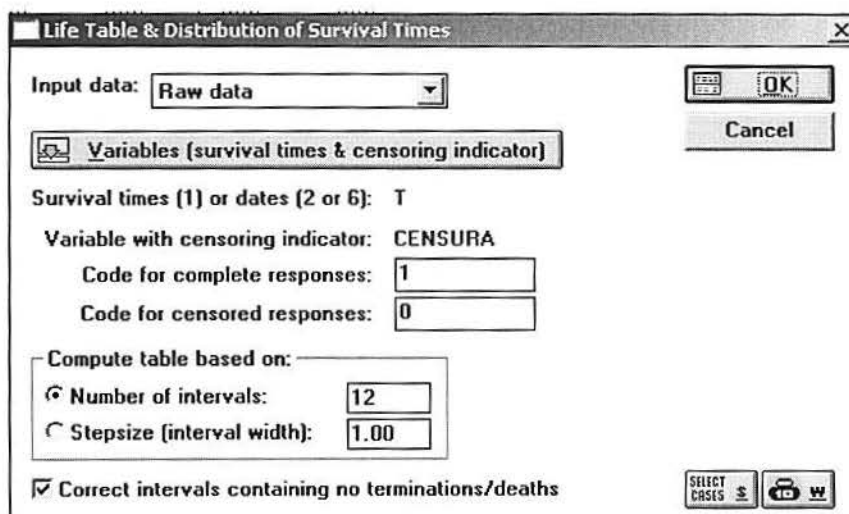 Life Table & Distribution of Survival Times
Input data: Raw data
OK
Cancel
Variables (survival times & censoring indicator)
Survival times (1) or dates (2 or 6): T
Variable with censoring indicator: CENSURA
Code for complete responses: 1
Code for censored responses: 0
Compute table based on:
Number of intervals: 12
Stepsize (interval width): 1.00
Correct intervals containing no terminations/deaths
SELECT CASES S
W